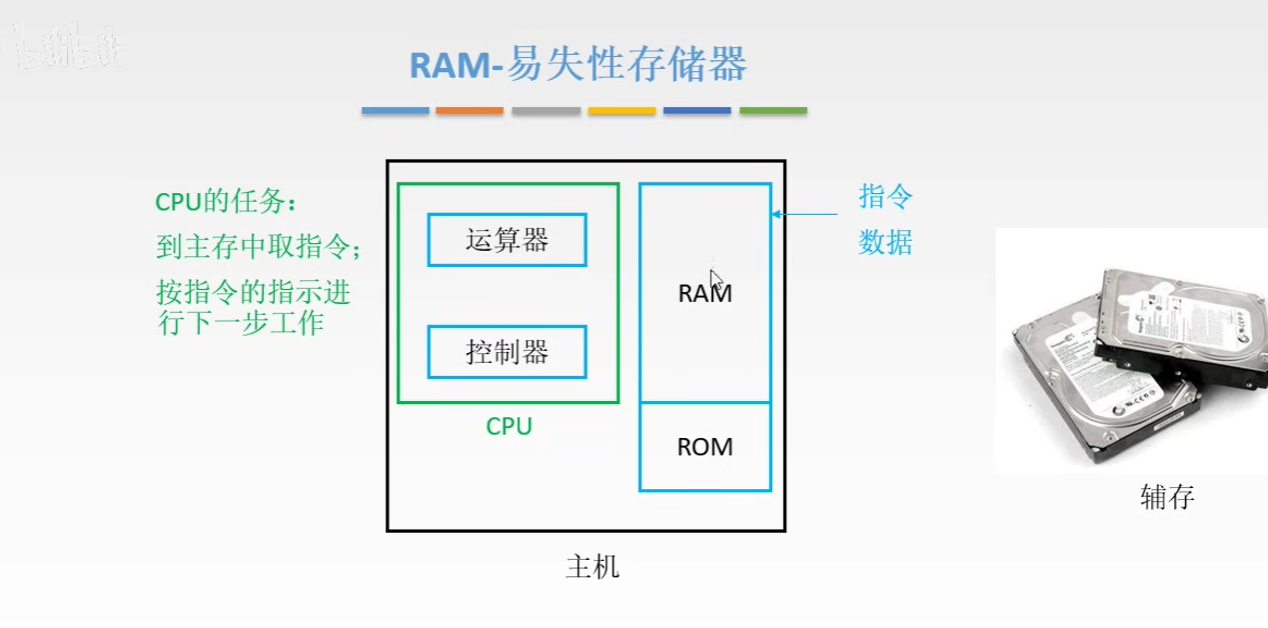 bilibili
RAM-易失性存储器
CPU的任务：
到主存中取指令；
按指令的指示进
行下一步工作
运算器
控制器
CPU
RAM
ROM
主机
指令
数据
辅存